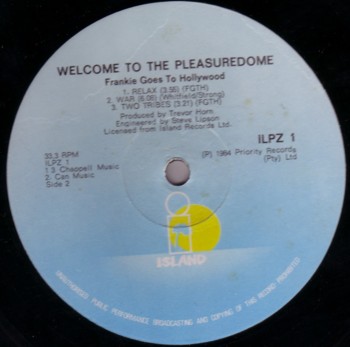 WELCOME TO THE PLEASUREDOME
Frankie Goes To Hollywood
1. RELAX (3.55) (FGTH)
2. WAR (6.06) (Whitfield/Strong)
3. TWO TRIBES (3.21) (FGTH)
Produced by Trevor Horn
Engineered by Steve Lipson
Licensed from Island Records Ltd.
ILPZ 1
33.3 RPM
ILPZ 1
1 3. Chappell Music
2. Can Music
Side 2
(P) 1984 Priority Records
(Pty) Ltd
ISLAND
UNAUTHORISED PUBLIC PERFORMANCE BROADCASTING AND COPYING OF THIS RECORD PROHIBITED